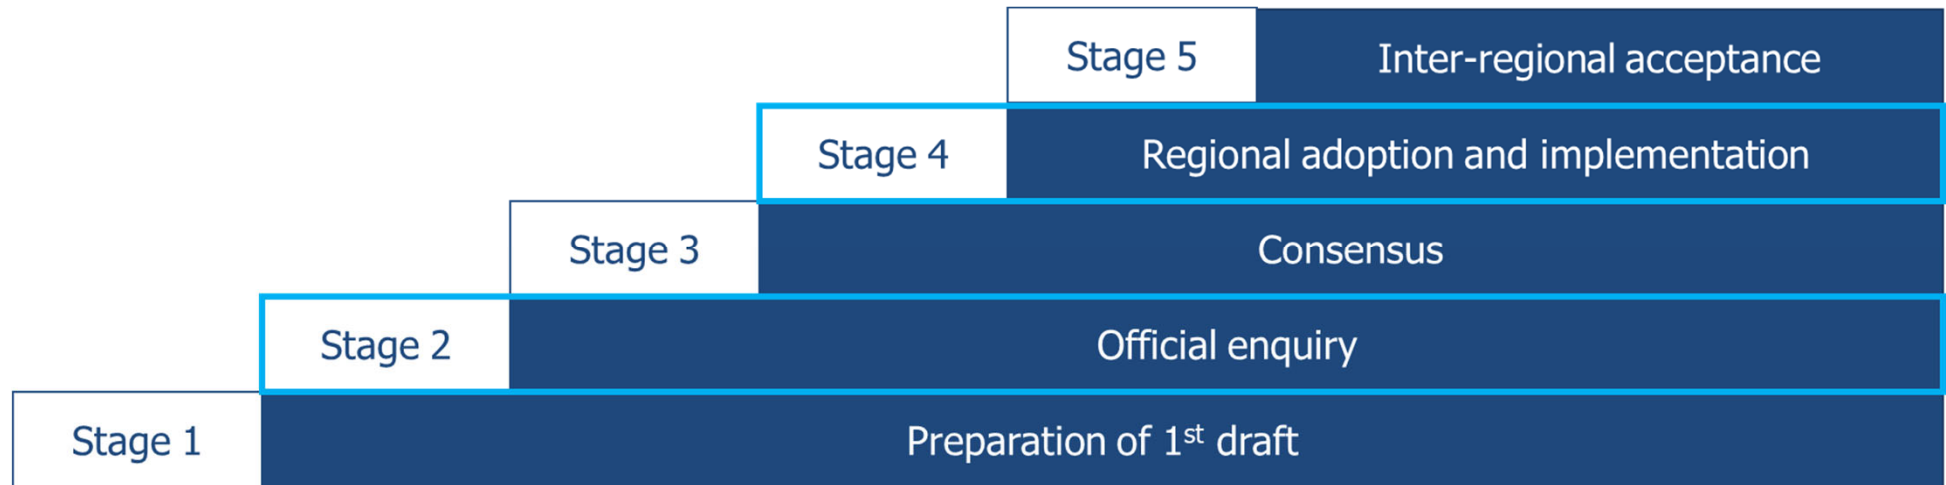 Stage 5 Inter-regional acceptance
Stage 4 Regional adoption and implementation
Stage 3 Consensus
Stage 2 Official enquiry
Stage 1 Preparation of 1st draft